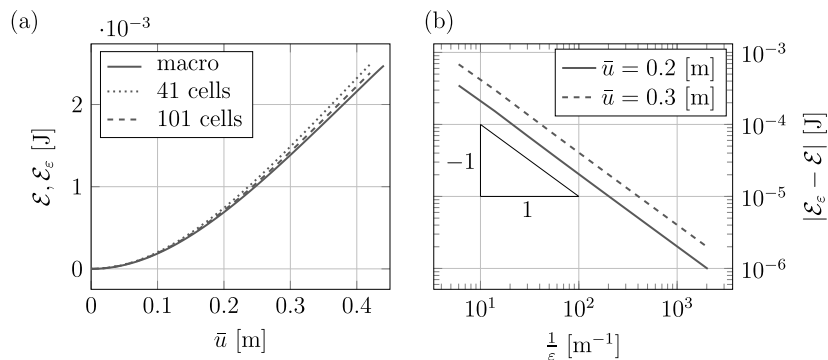 (a)
·10⁻³
macro
41 cells
101 cells
2
1
0
ℰ, ℰ_ε [J]
0 0.1 0.2 0.3 0.4
ū [m]
(b)
ū = 0.2 [m]
ū = 0.3 [m]
−1
1
10⁻³
10⁻⁴
10⁻⁵
10⁻⁶
|ℰ_ε − ℰ| [J]
10¹ 10² 10³
1/ε [m⁻¹]